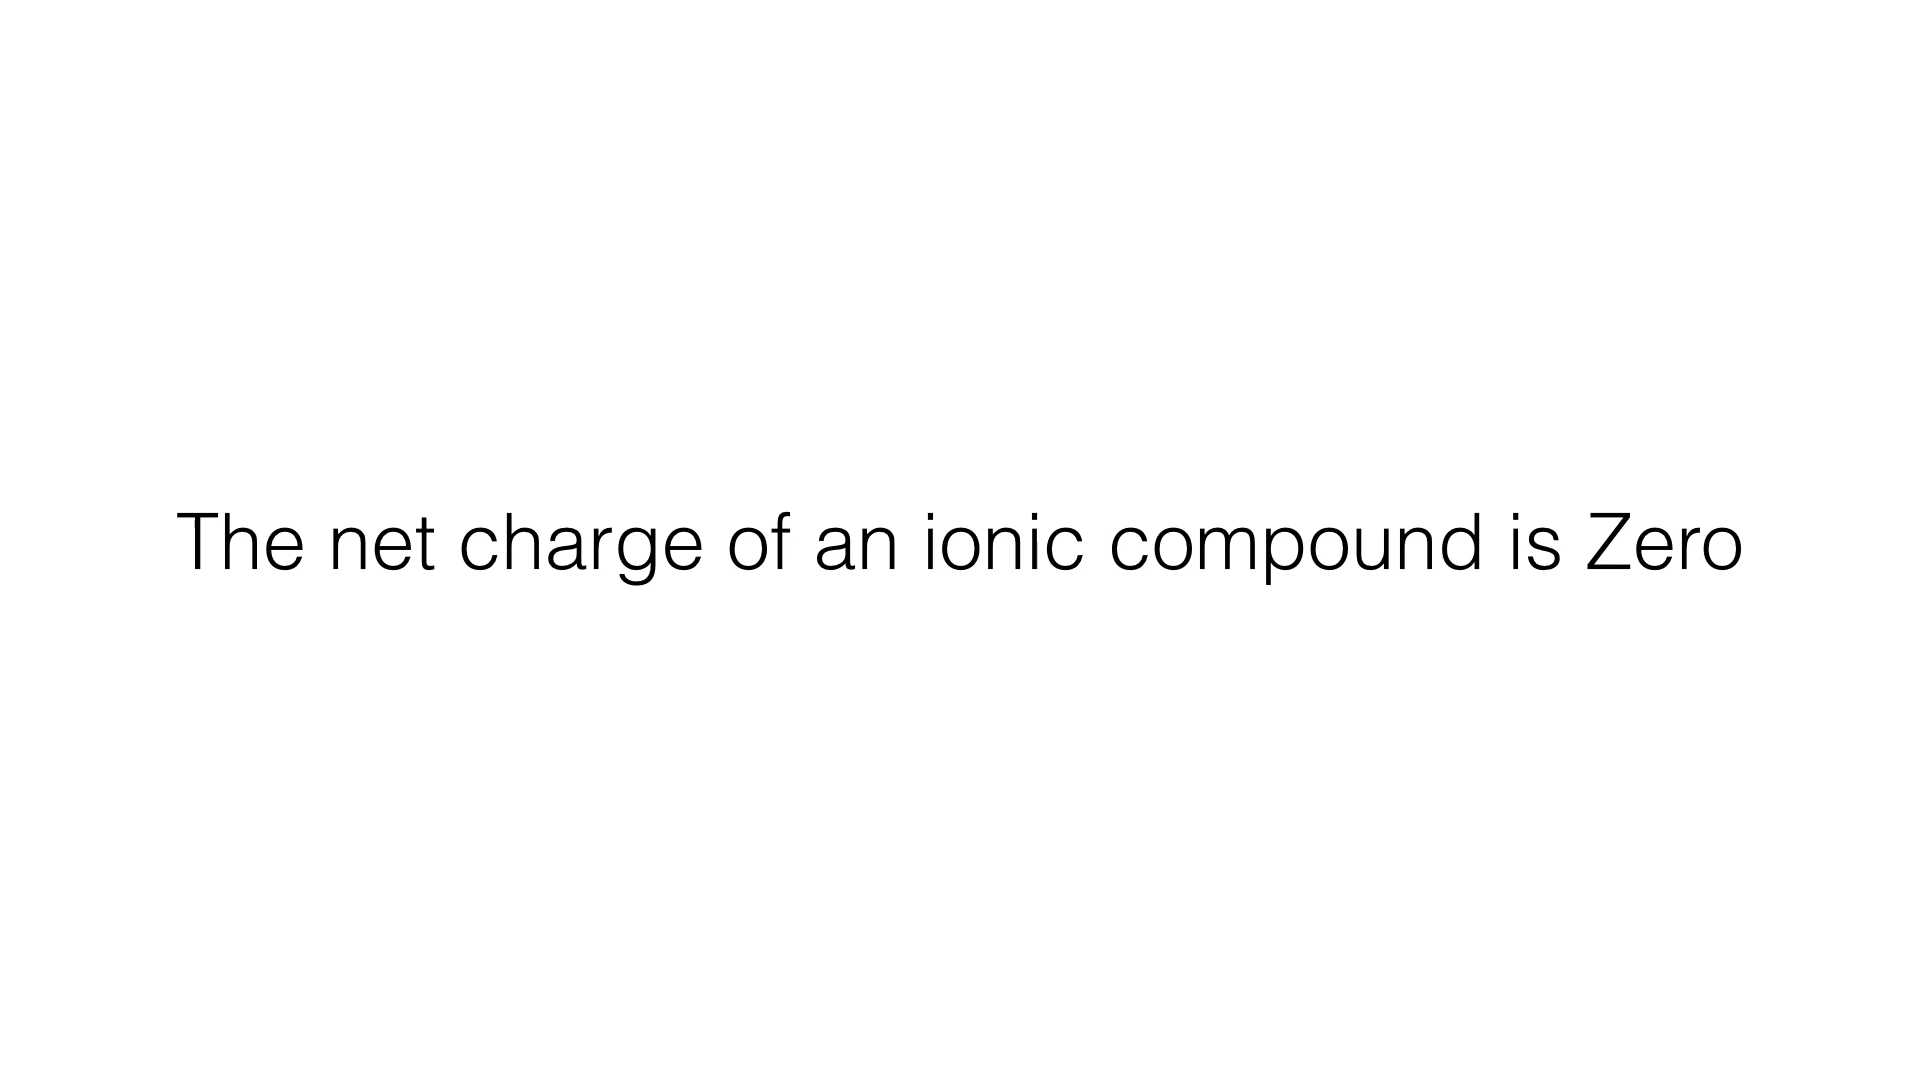 The net charge of an ionic compound is Zero